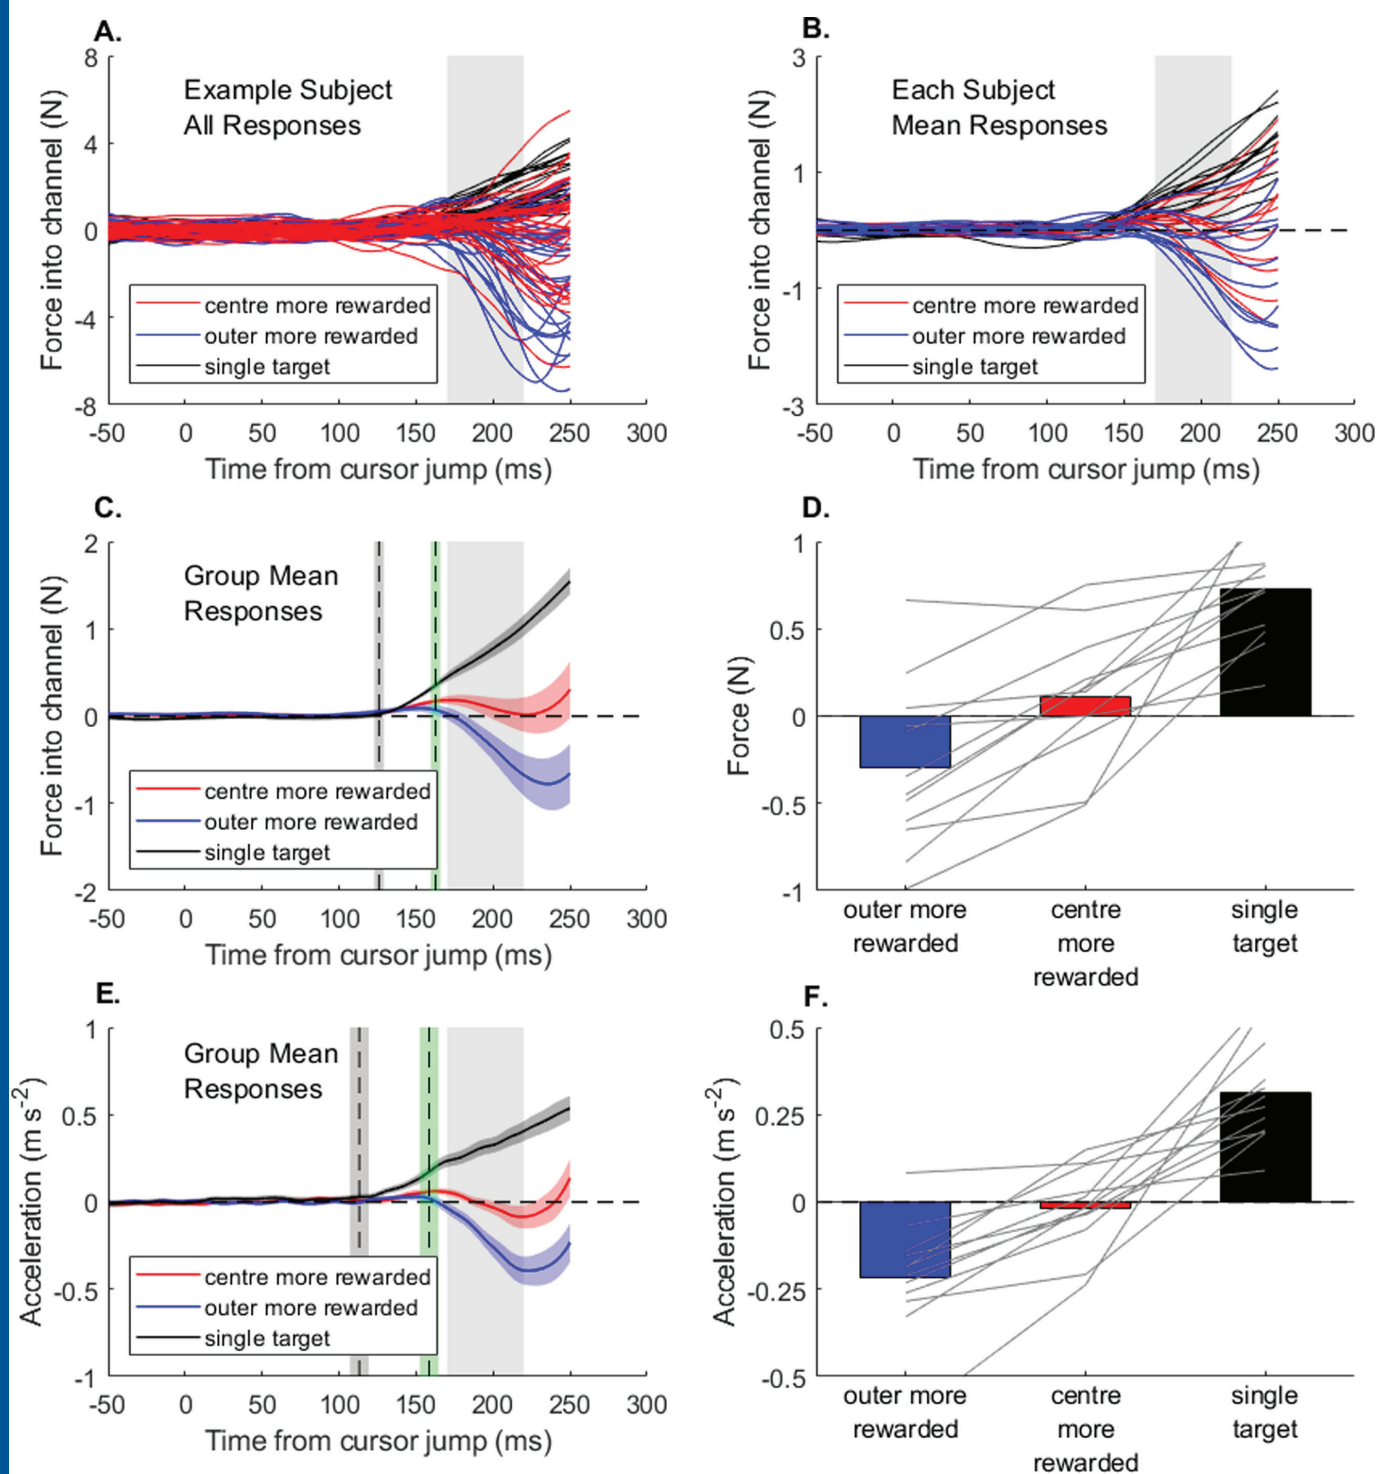 A.
Example Subject
All Responses
Force into channel (N)
8
4
0
-4
-8
centre more rewarded
outer more rewarded
single target
-50 0 50 100 150 200 250 300
Time from cursor jump (ms)
B.
Each Subject
Mean Responses
Force into channel (N)
3
1
-1
-3
centre more rewarded
outer more rewarded
single target
-50 0 50 100 150 200 250 300
Time from cursor jump (ms)
C.
Group Mean
Responses
Force into channel (N)
2
1
0
-1
-2
centre more rewarded
outer more rewarded
single target
-50 0 50 100 150 200 250 300
Time from cursor jump (ms)
D.
Force (N)
1
0.5
0
-0.5
-1
outer more centre single
rewarded more target
rewarded
E.
Group Mean
Responses
Acceleration (m s-2)
1
0.5
0
-0.5
-1
centre more rewarded
outer more rewarded
single target
-50 0 50 100 150 200 250 300
Time from cursor jump (ms)
F.
Acceleration (m s-2)
0.5
0.25
0
-0.25
-0.5
outer more centre single
rewarded more target
rewarded